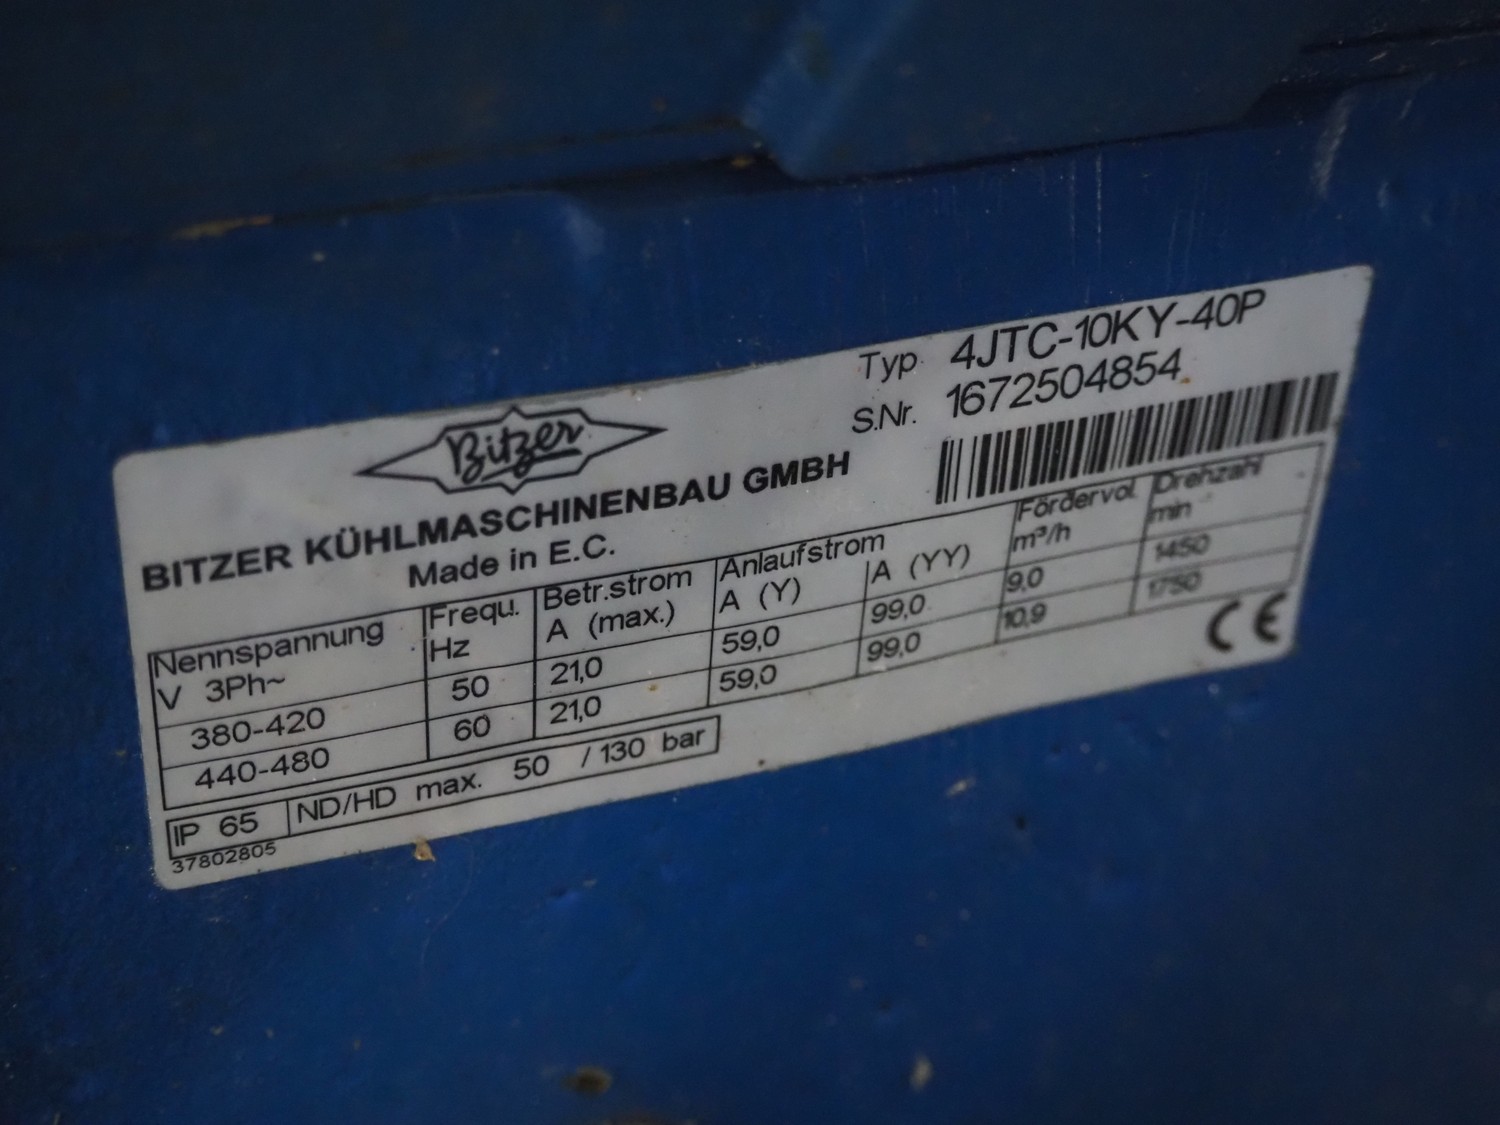 Bitzer
BITZER KÜHLMASCHINENBAU GMBH
Made in E.C.
Typ 4JTC-10KY-40P
S.Nr. 1672504854
Nennspannung V 3Ph~ Frequ. Hz Betr.strom A (max.) Anlaufstrom A (Y) A (YY) Fördervol. m³/h Drehzahl min
380-420 50 21,0 59,0 99,0 9,0 1450
440-480 60 21,0 59,0 99,0 10,9 1750
IP 65 ND/HD max. 50 / 130 bar
37802805
CE